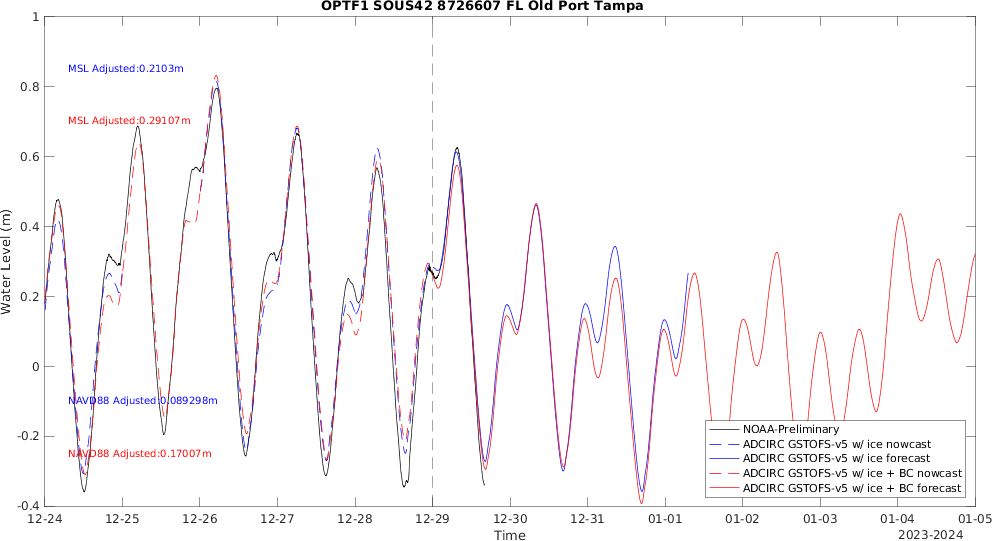 OPTF1 SOUS42 8726607 FL Old Port Tampa
1
0.8
0.6
0.4
0.2
0
-0.2
-0.4
Water Level (m)
MSL Adjusted:0.2103m
MSL Adjusted:0.29107m
NAVD88 Adjusted:0.089298m
NAVD88 Adjusted:0.17007m
NOAA-Preliminary
ADCIRC GSTOFS-v5 w/ ice nowcast
ADCIRC GSTOFS-v5 w/ ice forecast
ADCIRC GSTOFS-v5 w/ ice + BC nowcast
ADCIRC GSTOFS-v5 w/ ice + BC forecast
12-24 12-25 12-26 12-27 12-28 12-29 12-30 12-31 01-01 01-02 01-03 01-04 01-05
Time
2023-2024